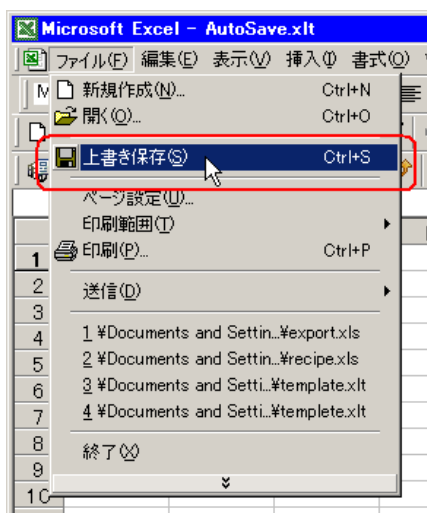 Microsoft Excel - AutoSave.xlt
ファイル(F) 編集(E) 表示(V) 挿入(I) 書式(O)
新規作成(N)... Ctrl+N
開く(O)... Ctrl+O
上書き保存(S) Ctrl+S
ページ設定(U)...
印刷範囲(T)
印刷(P)... Ctrl+P
送信(D)
1 ¥Documents and Settin...¥export.xls
2 ¥Documents and Settin...¥recipe.xls
3 ¥Documents and Setti...¥template.xlt
4 ¥Documents and Setti...¥templete.xlt
終了(X)
1
2
3
4
5
6
7
8
9
10